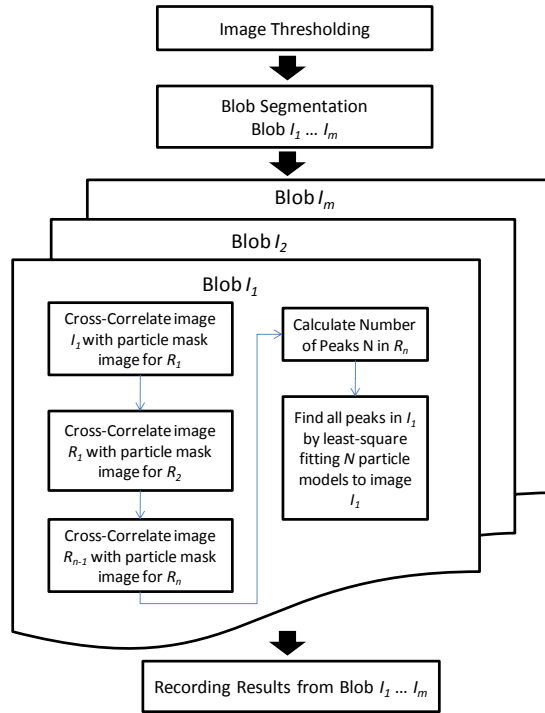 Image Thresholding
Blob Segmentation
Blob I₁ ... Iₘ
Blob Iₘ
Blob I₂
Blob I₁
Cross-Correlate image
I₁ with particle mask
image for R₁
Cross-Correlate image
R₁ with particle mask
image for R₂
Cross-Correlate image
Rₙ₋₁ with particle mask
image for Rₙ
Calculate Number
of Peaks N in Rₙ
Find all peaks in I₁
by least-square
fitting N particle
models to image
I₁
Recording Results from Blob I₁ ... Iₘ